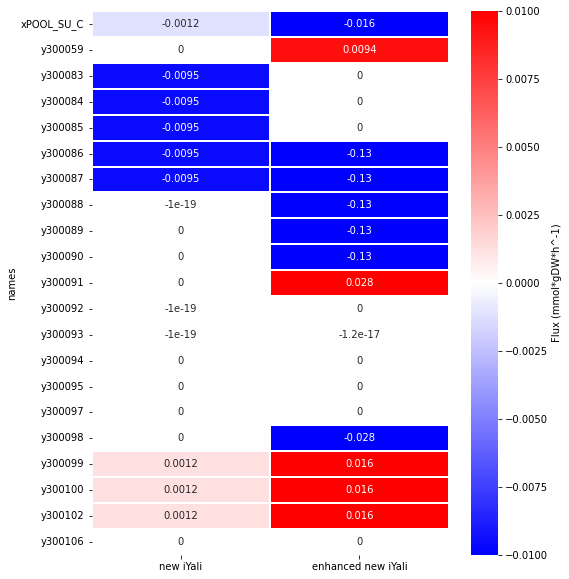 xPOOL_SU_C -0.0012 -0.016
y300059 0 0.0094
y300083 -0.0095 0
y300084 -0.0095 0
y300085 -0.0095 0
y300086 -0.0095 -0.13
y300087 -0.0095 -0.13
y300088 -1e-19 -0.13
y300089 0 -0.13
y300090 0 -0.13
y300091 0 0.028
y300092 -1e-19 0
y300093 -1e-19 -1.2e-17
y300094 0 0
y300095 0 0
y300097 0 0
y300098 0 -0.028
y300099 0.0012 0.016
y300100 0.0012 0.016
y300102 0.0012 0.016
y300106 0 0
names
new iYali enhanced new iYali
0.0100
0.0075
0.0050
0.0025
0.0000
−0.0025
−0.0050
−0.0075
−0.0100
Flux (mmol*gDW*h^-1)